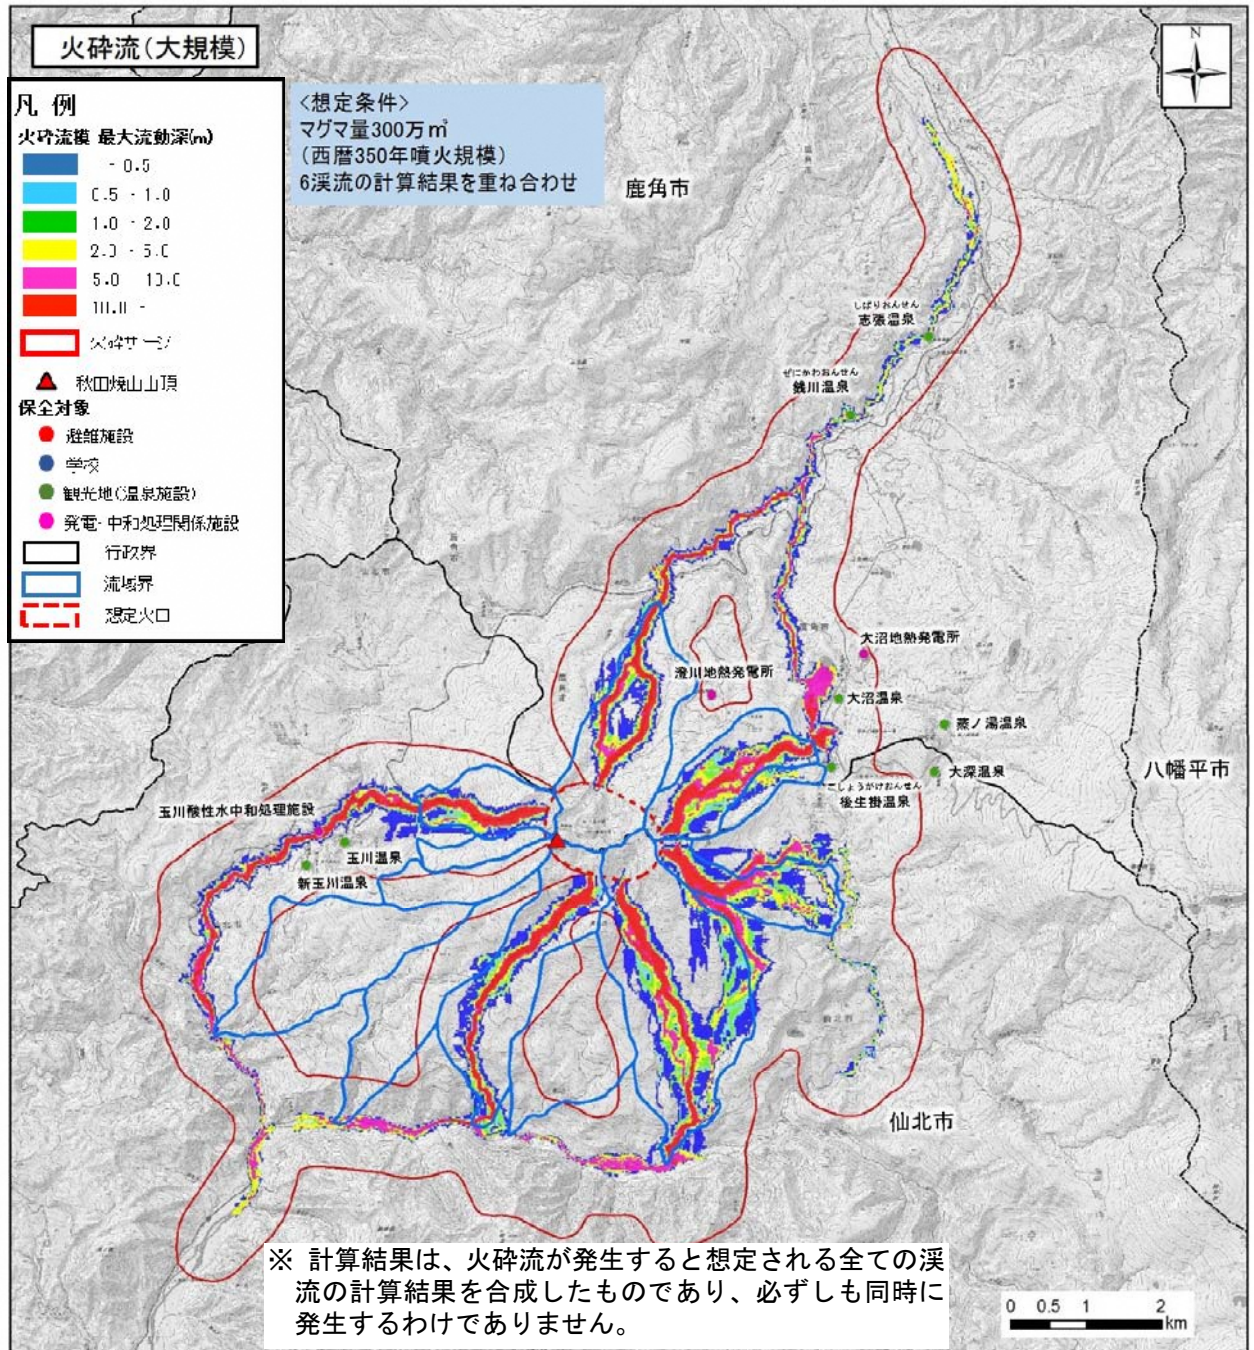 火砕流(大規模)
N
凡 例
火砕流積 最大流動深(m)
- 0.5
0.5 - 1.0
1.0 - 2.0
2.0 - 5.0
5.0 10.0
10.0 -
火砕サージ
秋田焼山山頂
保全対象
避難施設
学校
観光地(温泉施設)
発電・中和処理関係施設
行政界
流域界
想定火口
<想定条件>
マグマ量300万㎥
(西暦350年噴火規模)
6渓流の計算結果を重ね合わせ
鹿角市
しばりおんせん
志張温泉
ぜにかわおんせん
銭川温泉
大沼地熱発電所
澄川地熱発電所
大沼温泉
蒸ノ湯温泉
大深温泉
八幡平市
ごしょうがけおんせん
後生掛温泉
玉川酸性水中和処理施設
玉川温泉
新玉川温泉
仙北市
※ 計算結果は、火砕流が発生すると想定される全ての渓
流の計算結果を合成したものであり、必ずしも同時に
発生するわけでありません。
0 0.5 1 2
km